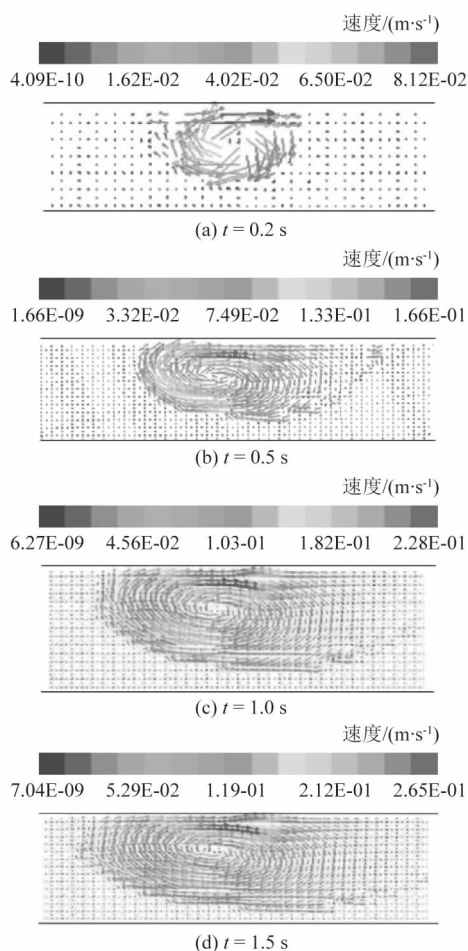 速度/(m·s⁻¹)
4.09E-10 1.62E-02 4.02E-02 6.50E-02 8.12E-02
(a) t = 0.2 s
速度/(m·s⁻¹)
1.66E-09 3.32E-02 7.49E-02 1.33E-01 1.66E-01
(b) t = 0.5 s
速度/(m·s⁻¹)
6.27E-09 4.56E-02 1.03-01 1.82E-01 2.28E-01
(c) t = 1.0 s
速度/(m·s⁻¹)
7.04E-09 5.29E-02 1.19-01 2.12E-01 2.65E-01
(d) t = 1.5 s